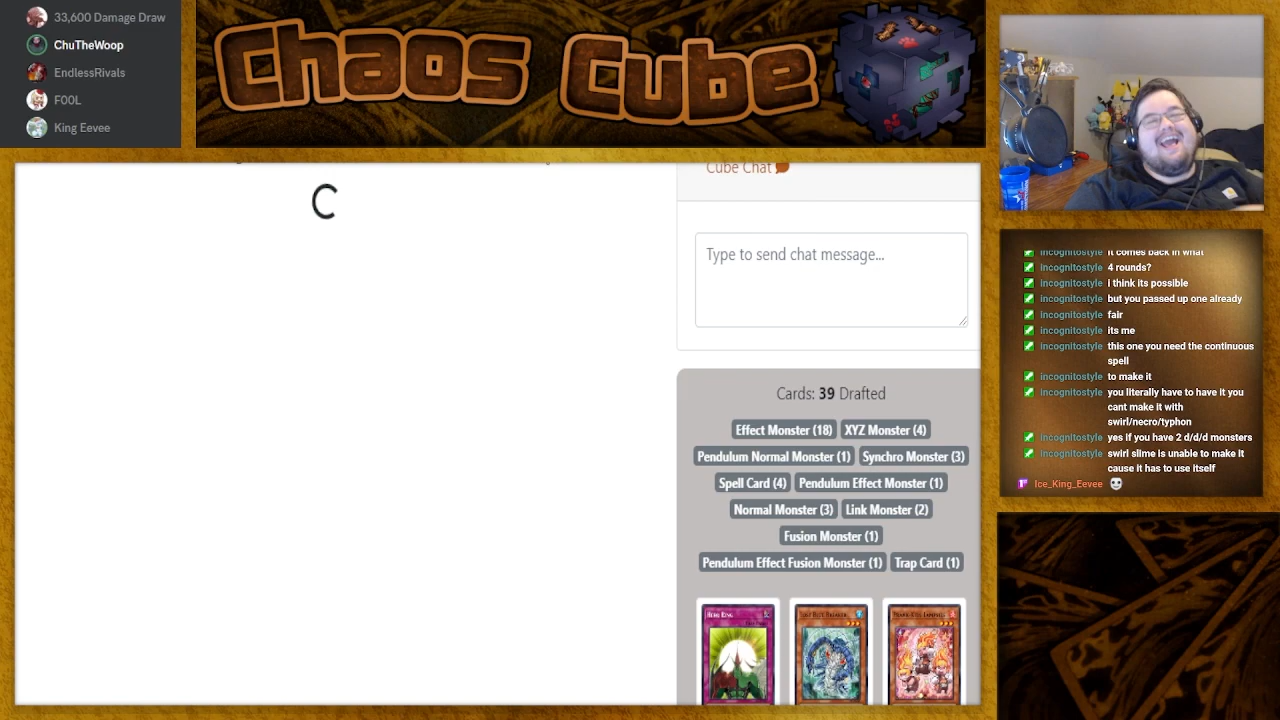 33,600 Damage Draw
ChuTheWoop
EndlessRivals
F00L
King Eevee
Chaos Cube
Cube Chat
Type to send chat message...
Cards: 39 Drafted
Effect Monster (18) XYZ Monster (4)
Pendulum Normal Monster (1) Synchro Monster (3)
Spell Card (4) Pendulum Effect Monster (1)
Normal Monster (3) Link Monster (2)
Fusion Monster (1)
Pendulum Effect Fusion Monster (1) Trap Card (1)
incognitostyle it comes back in what
incognitostyle 4 rounds?
incognitostyle i think its possible
incognitostyle but you passed up one already
incognitostyle fair
incognitostyle its me
incognitostyle this one you need the continuous
spell
incognitostyle to make it
incognitostyle you literally have to have it you
cant make it with
swirl/necro/typhon
incognitostyle yes if you have 2 d/d/d monsters
incognitostyle swirl slime is unable to make it
cause it has to use itself
Ice_King_Eevee